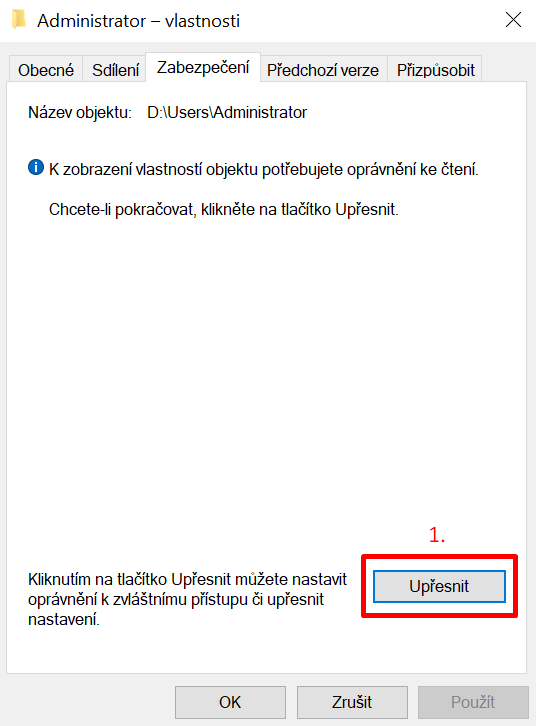 Administrator – vlastnosti
Obecné Sdílení Zabezpečení Předchozí verze Přizpůsobit
Název objektu: D:\Users\Administrator
K zobrazení vlastností objektu potřebujete oprávnění ke čtení.
Chcete-li pokračovat, klikněte na tlačítko Upřesnit.
1.
Kliknutím na tlačítko Upřesnit můžete nastavit
oprávnění k zvláštnímu přístupu či upřesnit
nastavení.
Upřesnit
OK Zrušit Použít